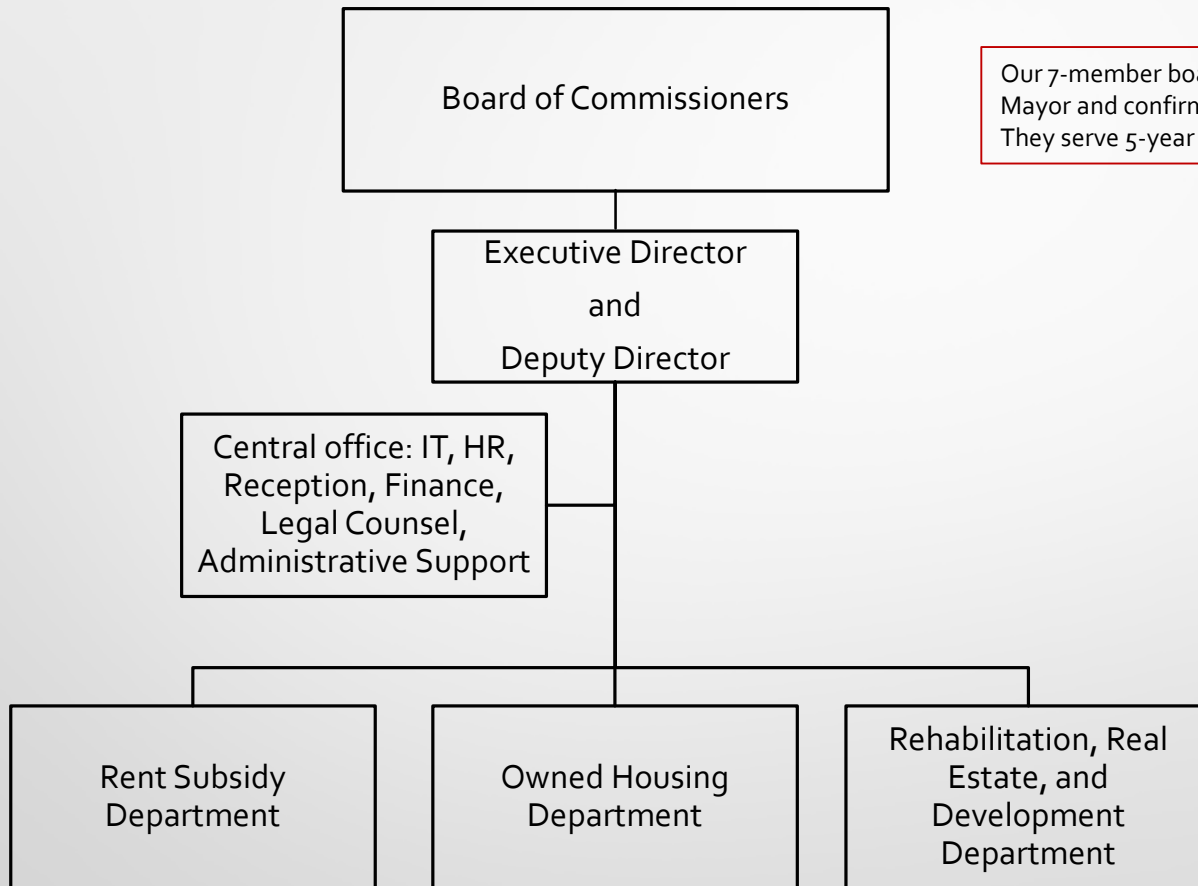 Board of Commissioners
Our 7-member
Mayor and
They serve 5-year
Executive Director
and
Deputy Director
Central office: IT, HR,
Reception, Finance,
Legal Counsel,
Administrative Support
Rent Subsidy
Department
Owned Housing
Department
Rehabilitation, Real
Estate, and
Development
Department